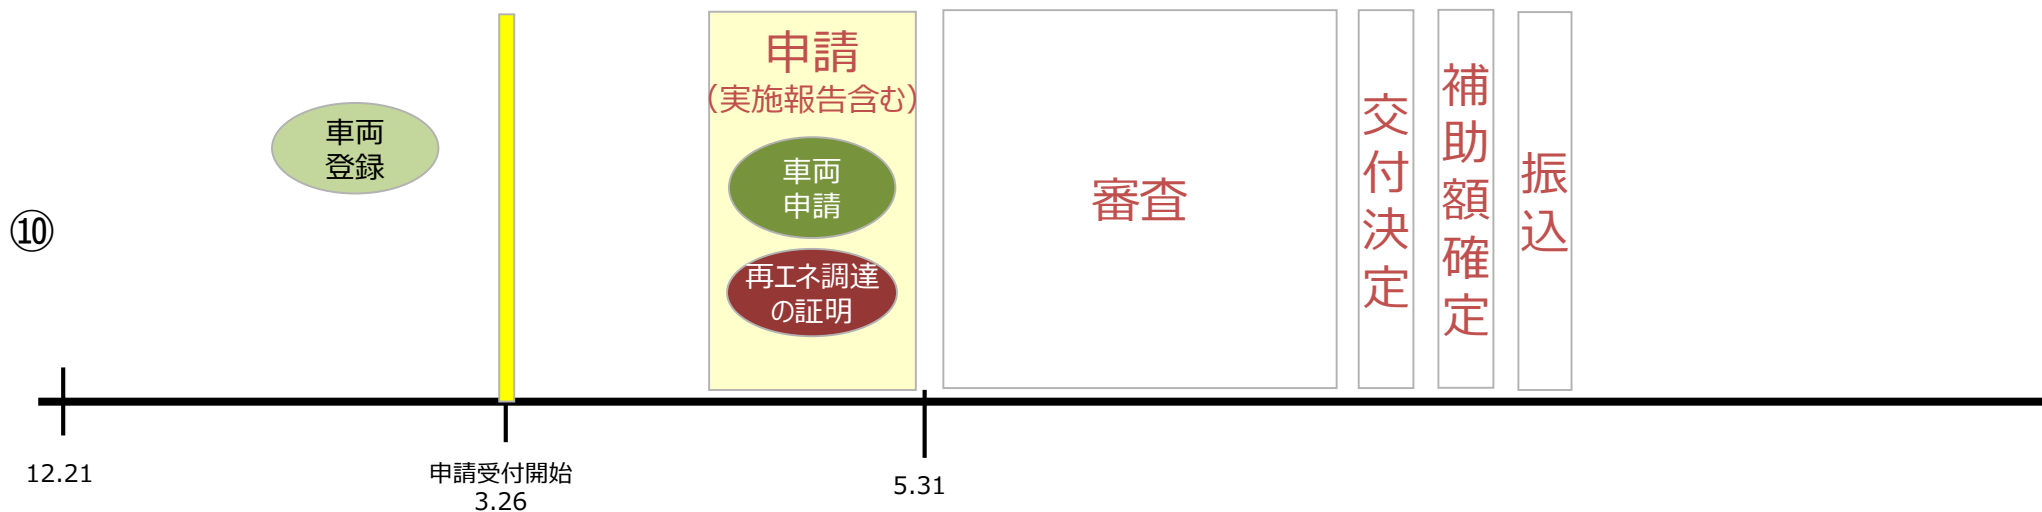 ⑩
車両
登録
申請
（実施報告含む）
車両
申請
再エネ調達
の証明
審査
交付決定
補助額確定
振込
12.21
申請受付開始
3.26
5.31